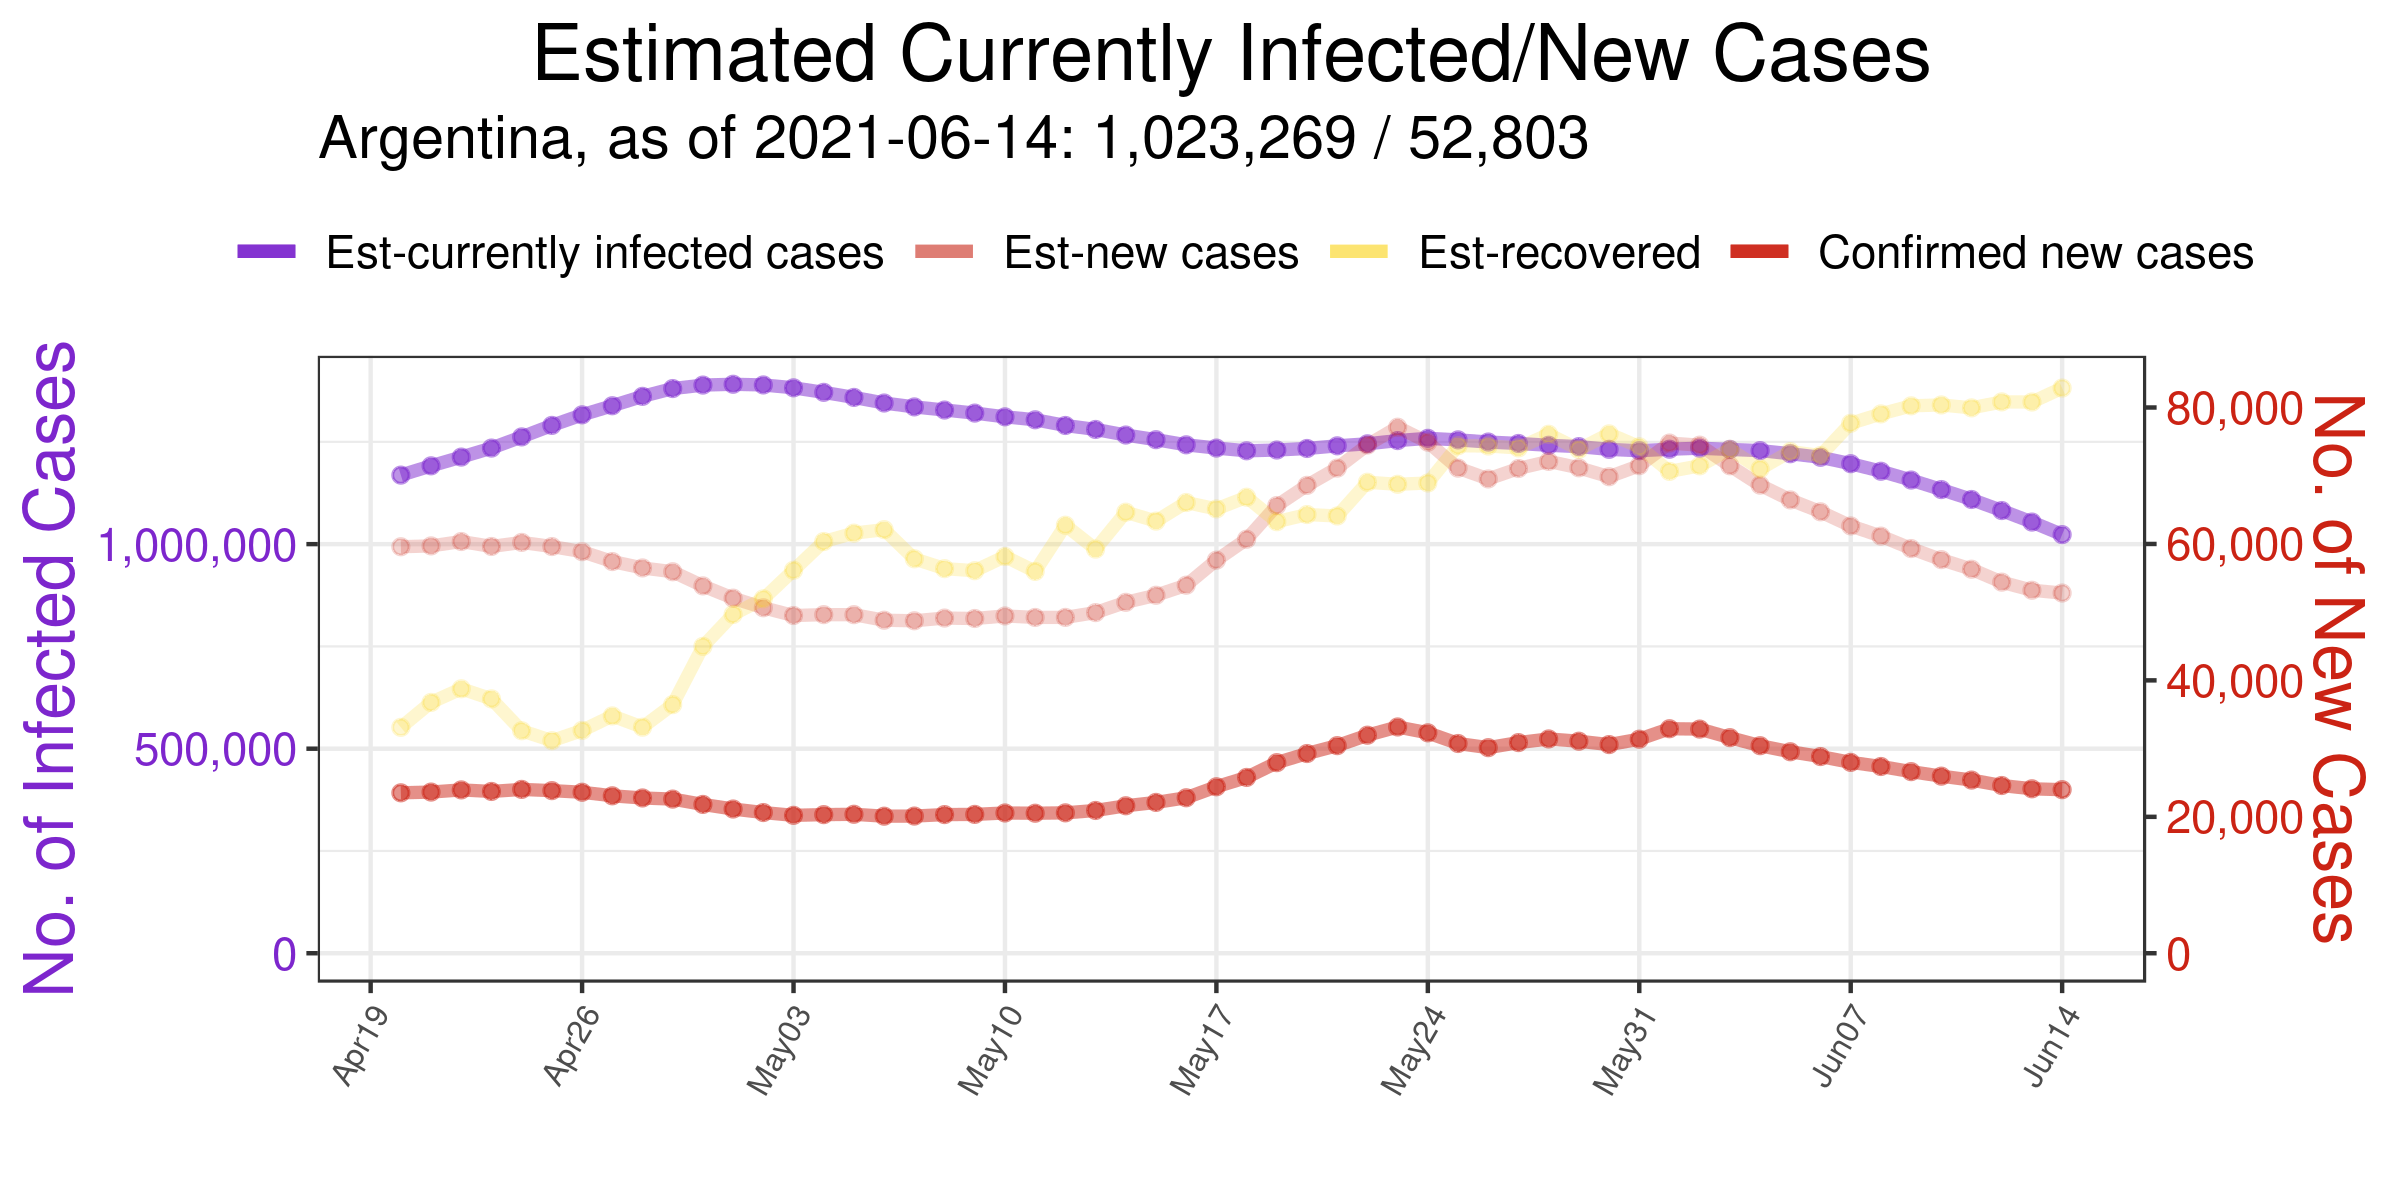 Estimated Currently Infected/New Cases
Argentina, as of 2021-06-14: 1,023,269 / 52,803
Est-currently infected cases Est-new cases Est-recovered Confirmed new cases
No. of Infected Cases
1,000,000
500,000
0
80,000
60,000
40,000
20,000
0
No. of New Cases
Apr19 Apr26 May03 May10 May17 May24 May31 Jun07 Jun14